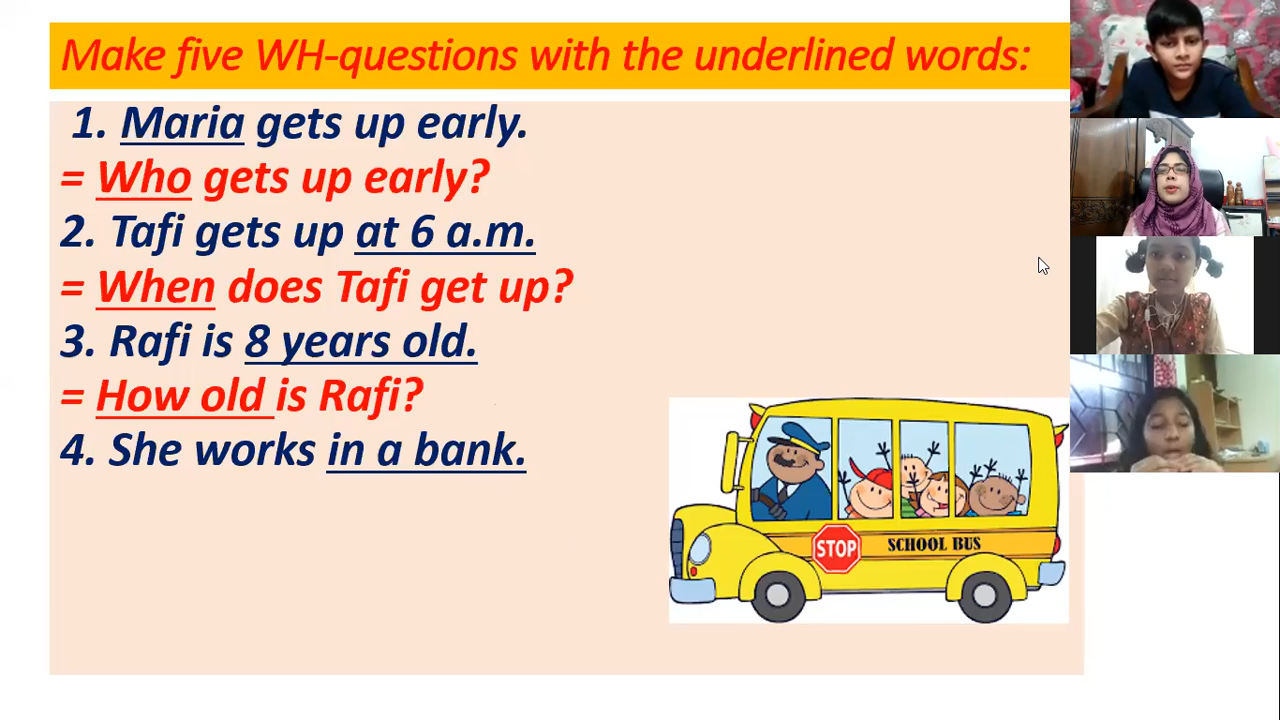 Make five WH-questions with the underlined words:
1. Maria gets up early.
= Who gets up early?
2. Tafi gets up at 6 a.m.
= When does Tafi get up?
3. Rafi is 8 years old.
= How old is Rafi?
4. She works in a bank.
STOP
SCHOOL BUS